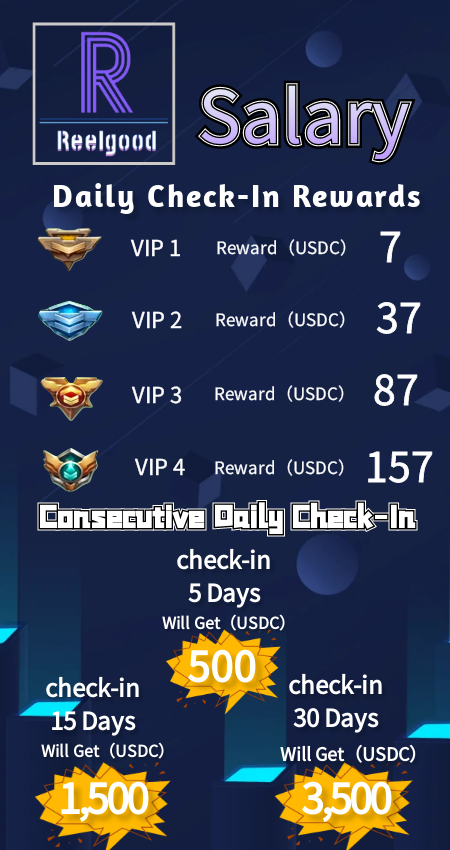 R
Reelgood
Salary
Daily Check-In Rewards
VIP 1 Reward（USDC） 7
VIP 2 Reward（USDC） 37
VIP 3 Reward（USDC） 87
VIP 4 Reward（USDC） 157
Consecutive Daily Check-In
check-in
5 Days
Will Get（USDC）
500
check-in
15 Days
Will Get（USDC）
1,500
check-in
30 Days
Will Get（USDC）
3,500